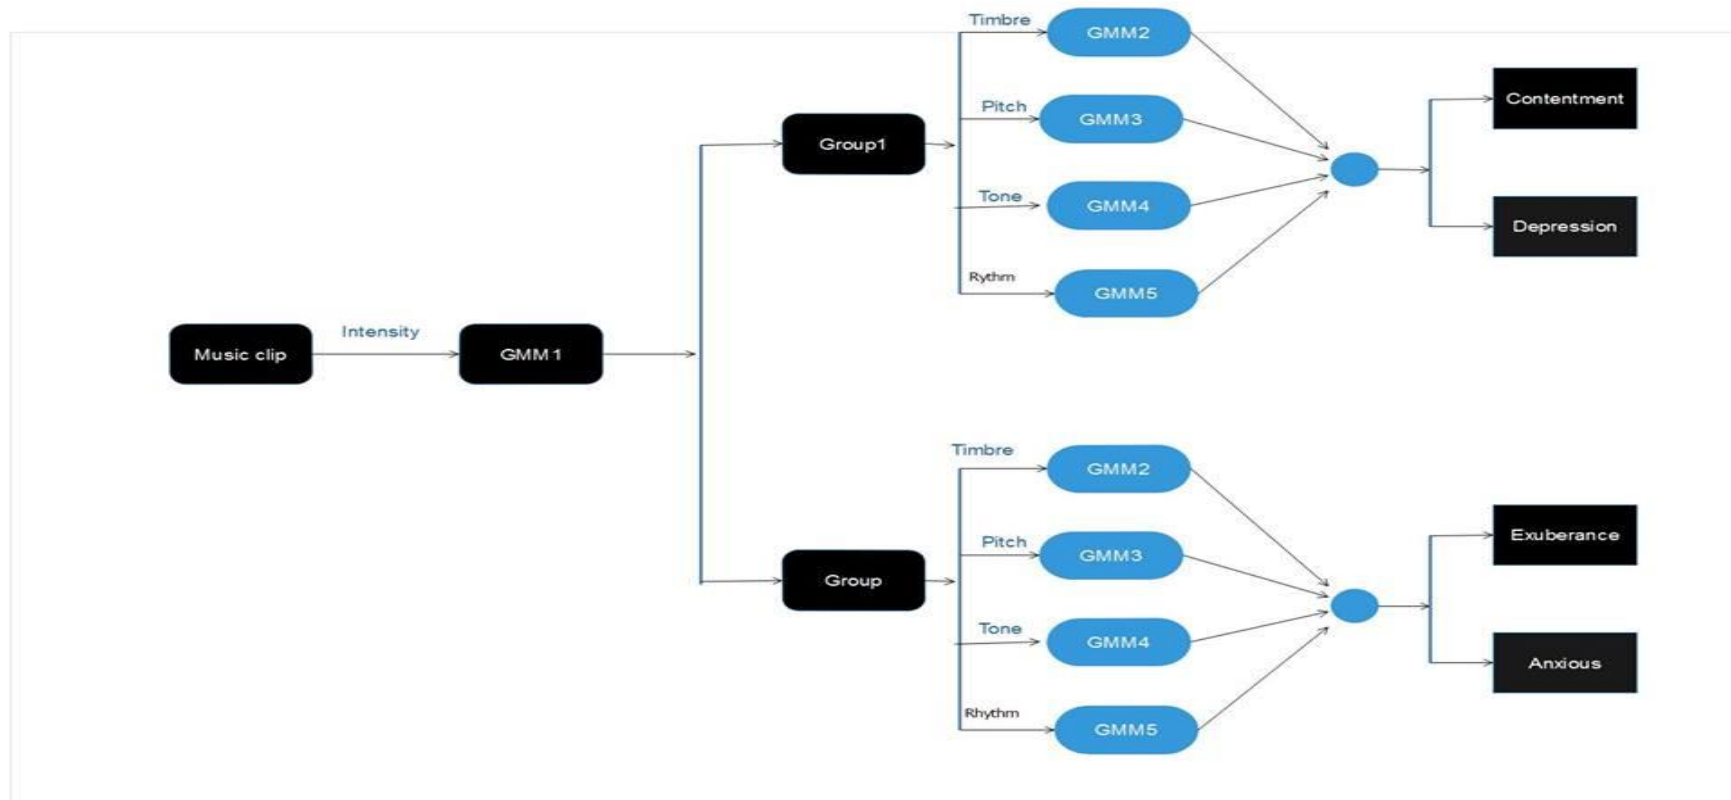 Timbre
GMM2
Pitch
GMM3
Tone
GMM4
Rythm
GMM5
Group1
Contentment
Depression
Music clip
Intensity
GMM1
Group
Timbre
GMM2
Pitch
GMM3
Tone
GMM4
Rhythm
GMM5
Exuberance
Anxious